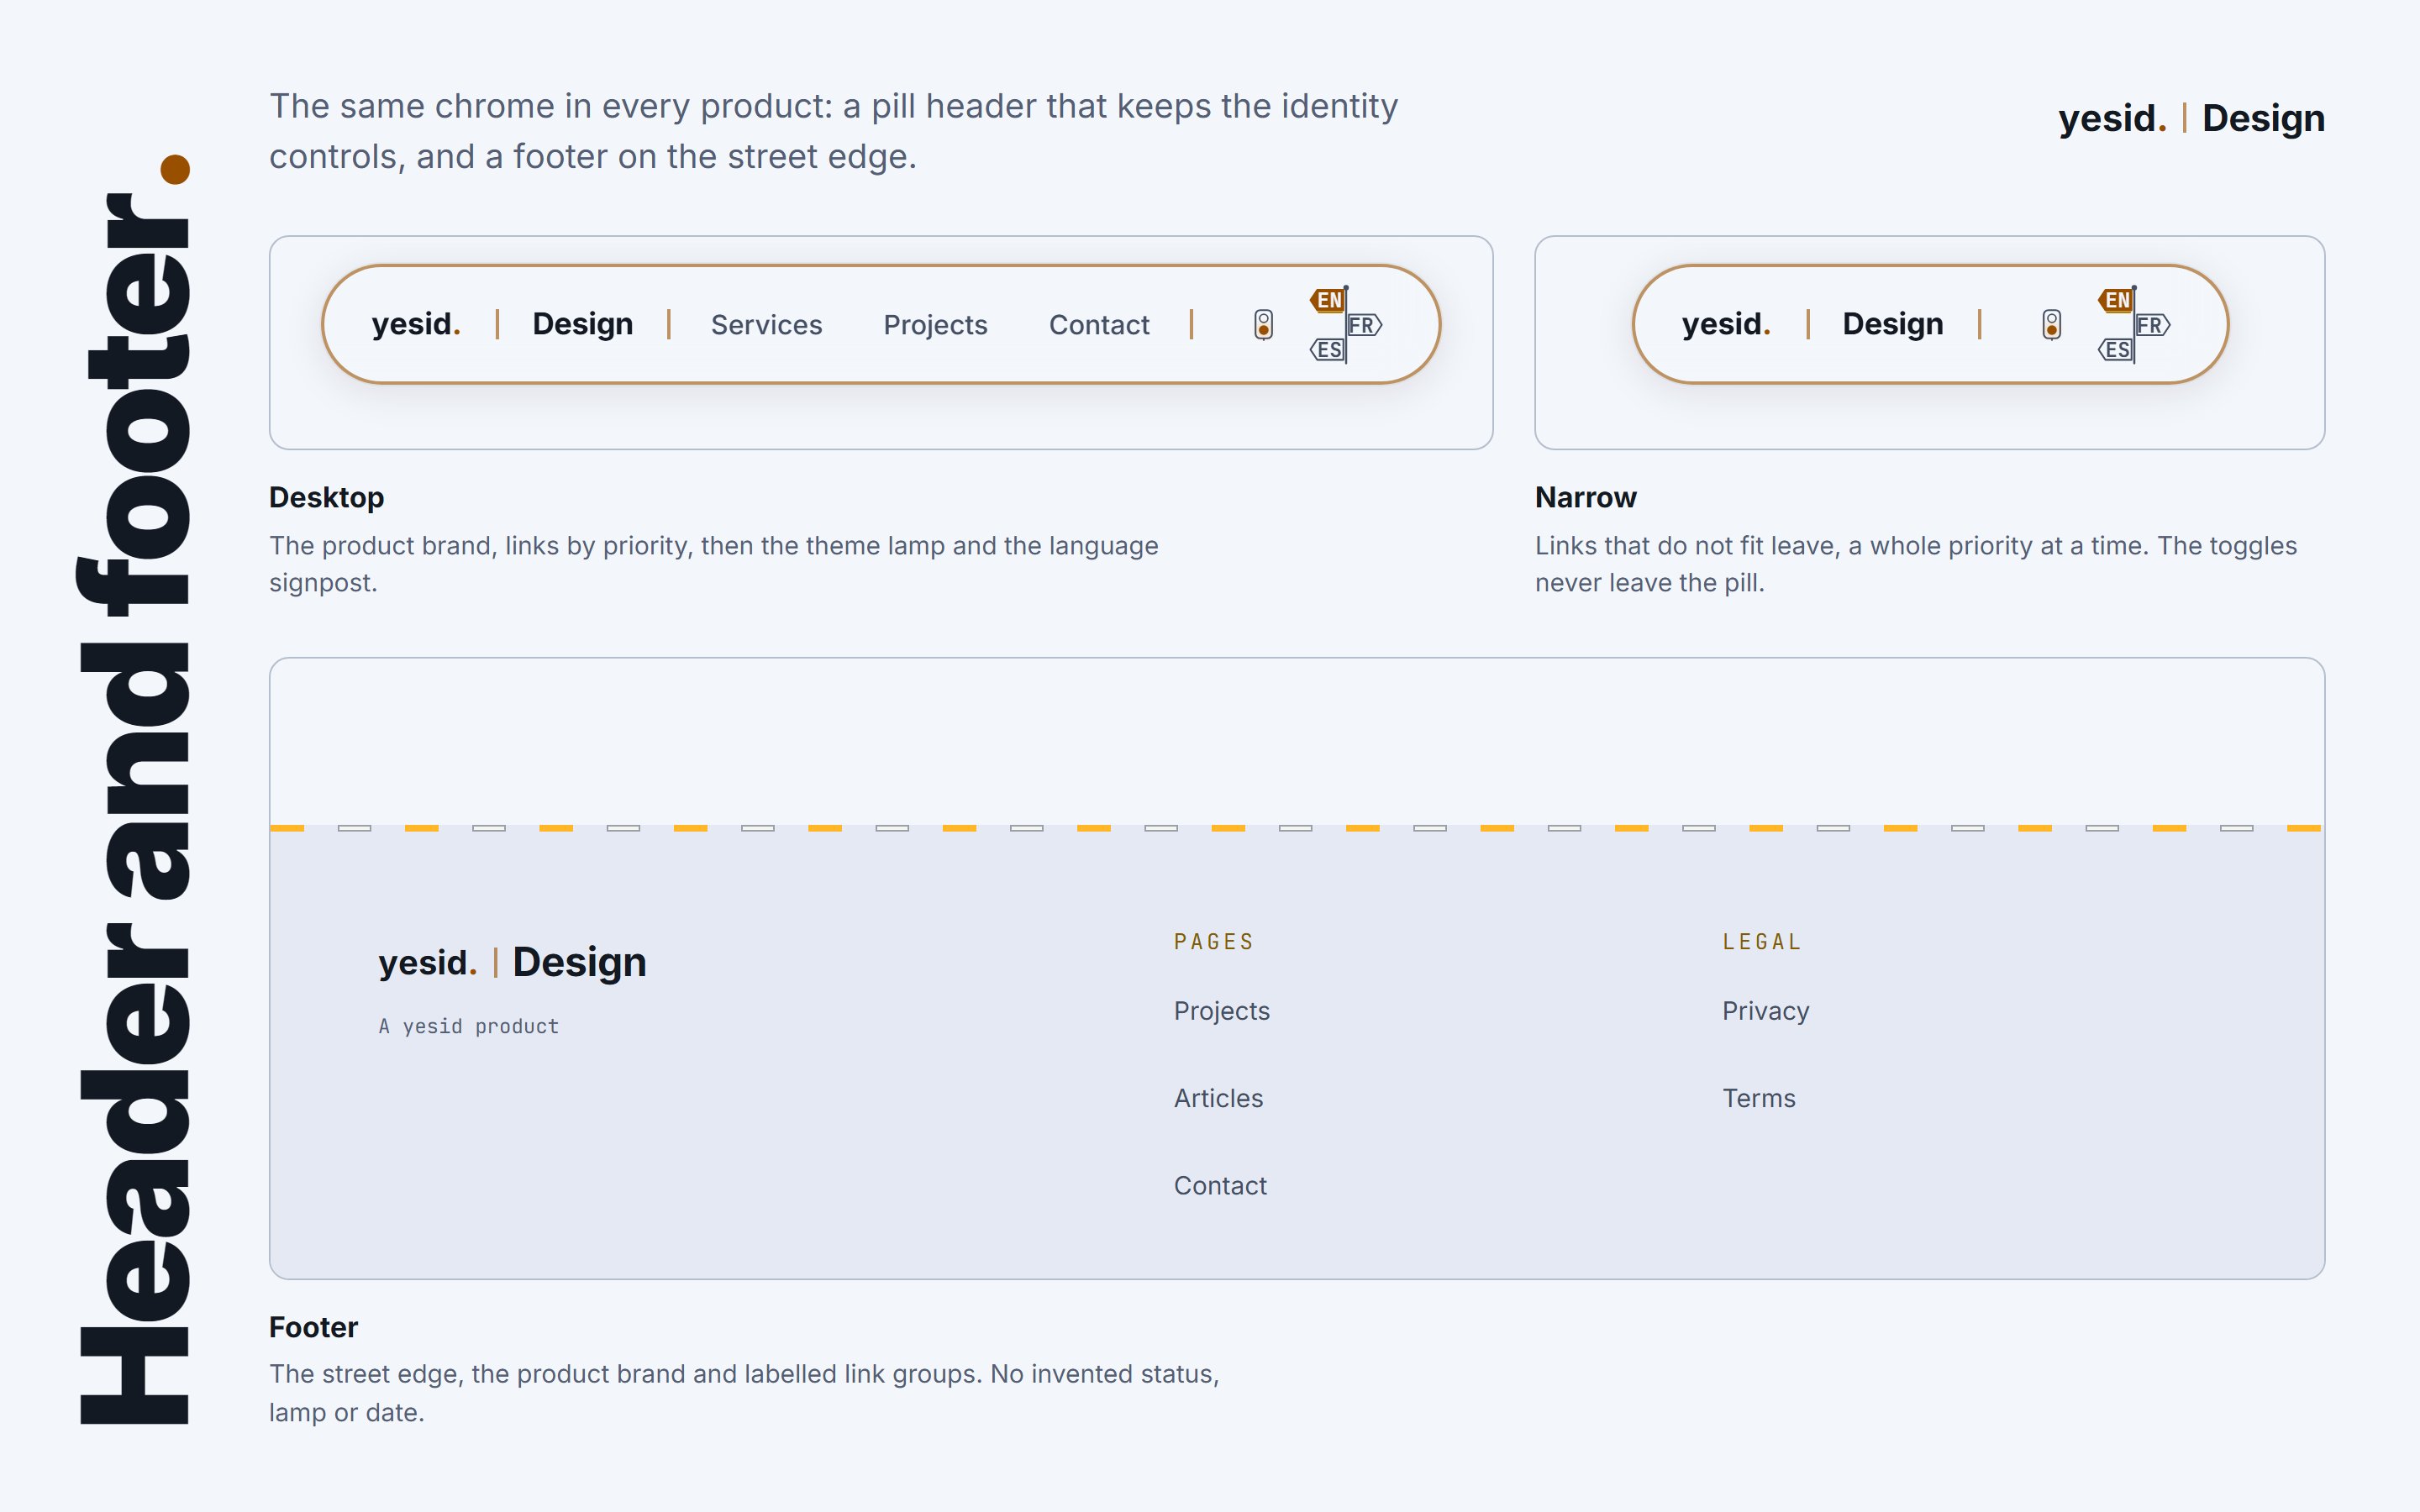 Header and footer.
The same chrome in every product: a pill header that keeps the identity
controls, and a footer on the street edge.
yesid. | Design
yesid. | Design | Services Projects Contact | EN FR ES
Desktop
The product brand, links by priority, then the theme lamp and the language
signpost.
yesid. | Design | EN FR ES
Narrow
Links that do not fit leave, a whole priority at a time. The toggles
never leave the pill.
yesid. | Design
A yesid product
PAGES
Projects
Articles
Contact
LEGAL
Privacy
Terms
Footer
The street edge, the product brand and labelled link groups. No invented status,
lamp or date.